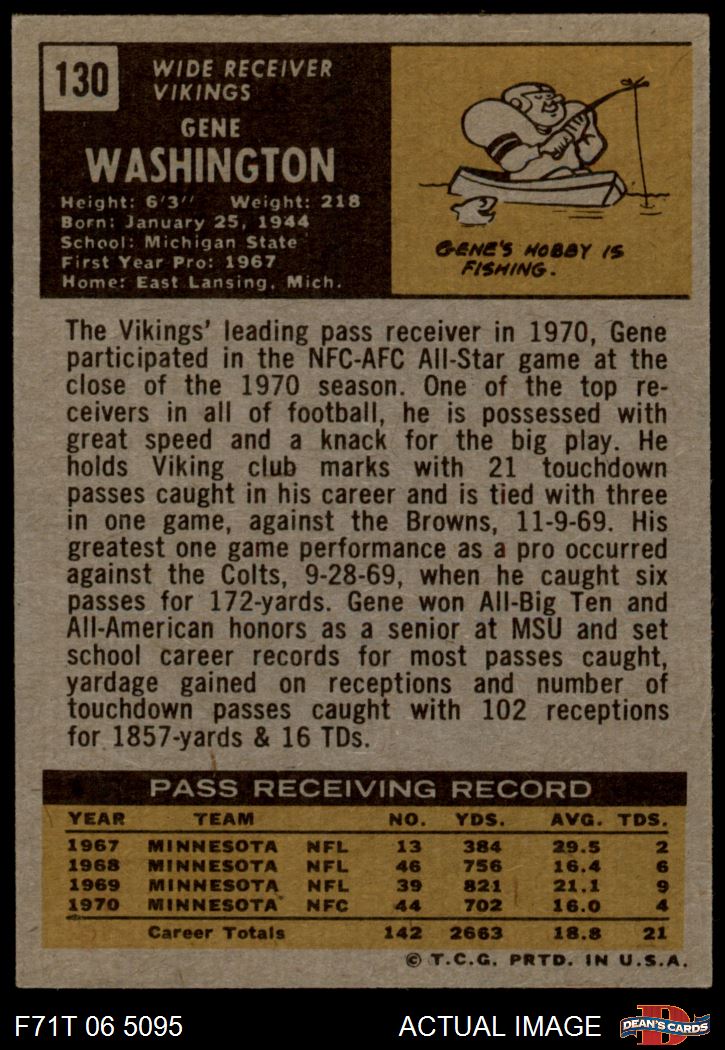 130
WIDE RECEIVER
VIKINGS
GENE
WASHINGTON
Height: 6'3" Weight: 218
Born: January 25, 1944
School: Michigan State
First Year Pro: 1967
Home: East Lansing, Mich.
GENE'S HOBBY IS
FISHING.
The Vikings' leading pass receiver in 1970, Gene
participated in the NFC-AFC All-Star game at the
close of the 1970 season. One of the top re-
ceivers in all of football, he is possessed with
great speed and a knack for the big play. He
holds Viking club marks with 21 touchdown
passes caught in his career and is tied with three
in one game, against the Browns, 11-9-69. His
greatest one game performance as a pro occurred
against the Colts, 9-28-69, when he caught six
passes for 172-yards. Gene won All-Big Ten and
All-American honors as a senior at MSU and set
school career records for most passes caught,
yardage gained on receptions and number of
touchdown passes caught with 102 receptions
for 1857-yards & 16 TDs.
PASS RECEIVING RECORD
YEAR TEAM NO. YDS. AVG. TDS.
1967 MINNESOTA NFL 13 384 29.5 2
1968 MINNESOTA NFL 46 756 16.4 6
1969 MINNESOTA NFL 39 821 21.1 9
1970 MINNESOTA NFC 44 702 16.0 4
Career Totals 142 2663 18.8 21
© T.C.G. PRTD. IN U.S.A.
F71T 06 5095 ACTUAL IMAGE D DEAN'S CARDS